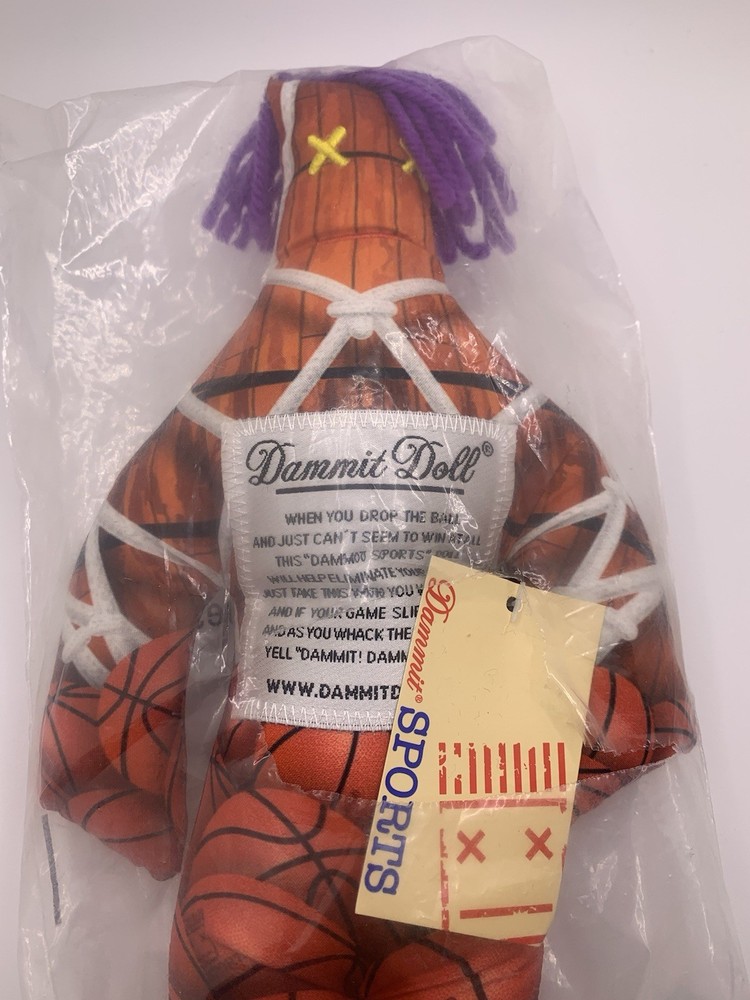 Dammit Doll®
WHEN YOU DROP THE BALL
AND JUST CAN'T SEEM TO WIN AT ALL
THIS "DAMMIT SPORTS"
WILL HELP ELIMINATE
JUST TAKE THIS WITH YOU
AND IF YOUR GAME
AND AS YOU WHACK THE
YELL "DAMMIT! DAMM
WWW.DAMMITD
Dammit®
SPORTS